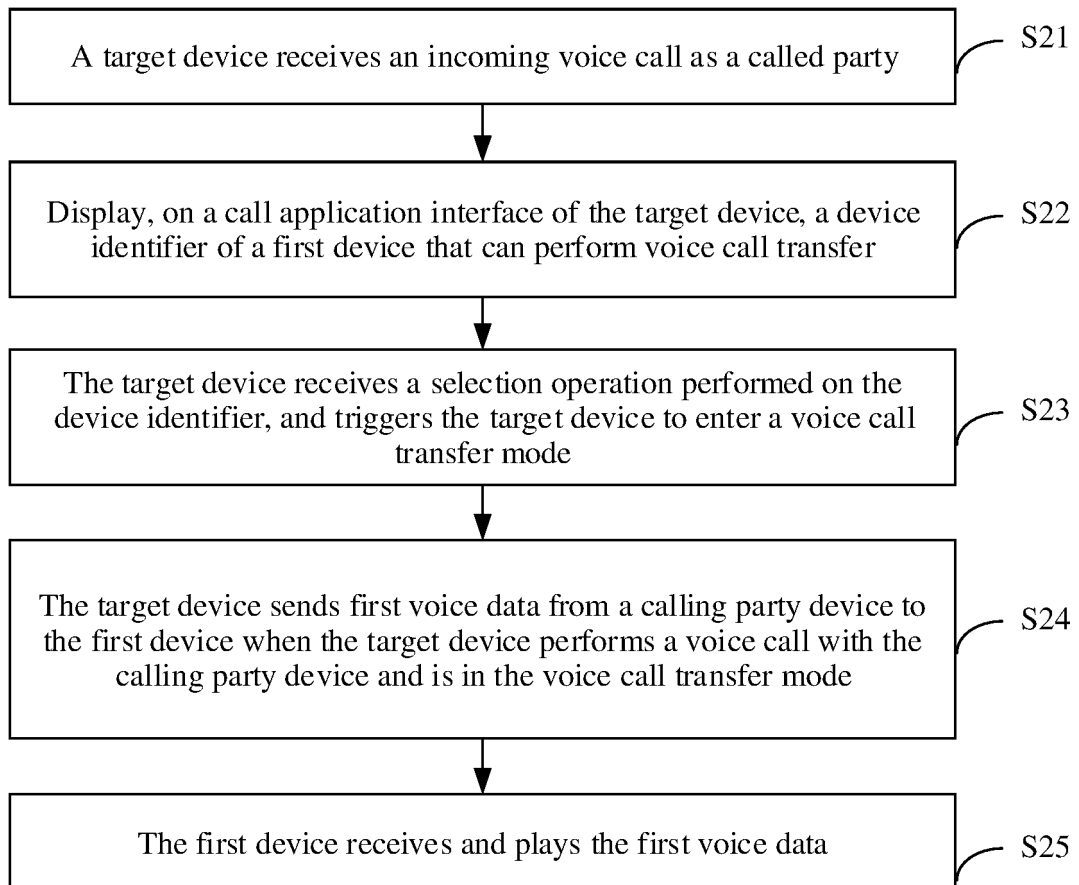 A target device receives an incoming voice call as a called party
S21
Display, on a call application interface of the target device, a device
identifier of a first device that can perform voice call transfer
S22
The target device receives a selection operation performed on the
device identifier, and triggers the target device to enter a voice call
transfer mode
S23
The target device sends first voice data from a calling party device to
the first device when the target device performs a voice call with the
calling party device and is in the voice call transfer mode
S24
The first device receives and plays the first voice data
S25